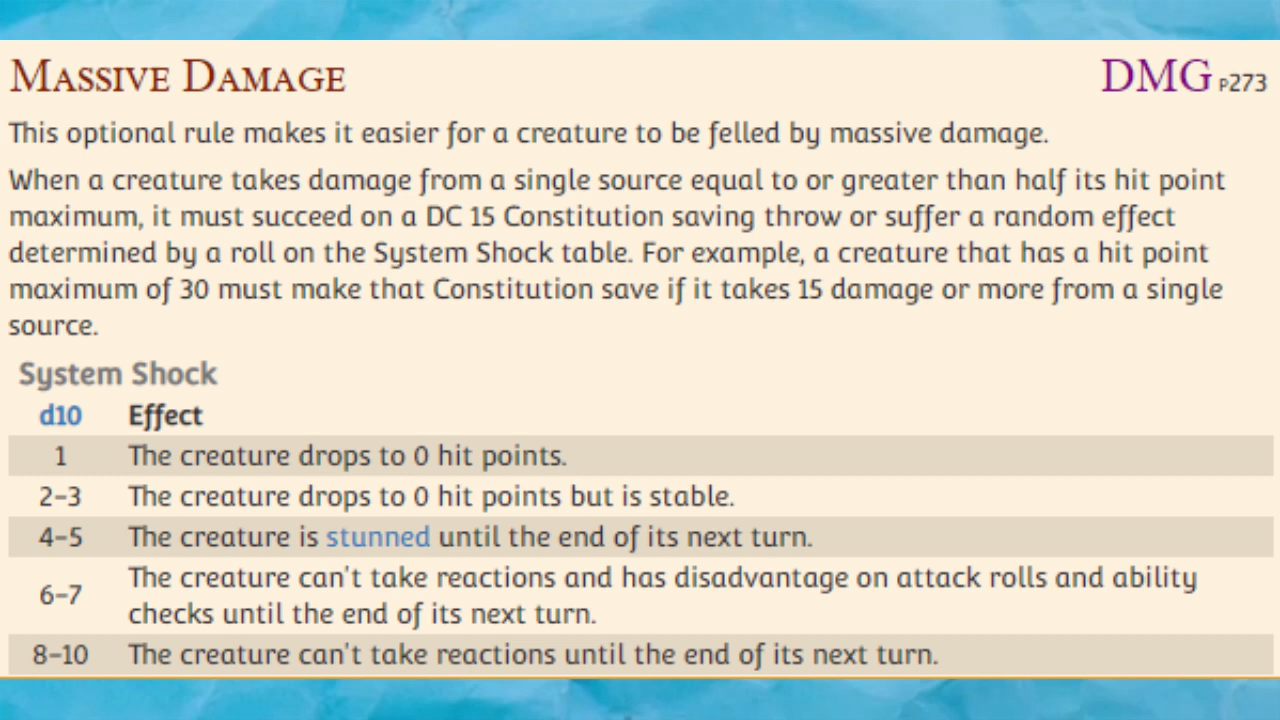 MASSIVE DAMAGE DMG P273
This optional rule makes it easier for a creature to be felled by massive damage.
When a creature takes damage from a single source equal to or greater than half its hit point
maximum, it must succeed on a DC 15 Constitution saving throw or suffer a random effect
determined by a roll on the System Shock table. For example, a creature that has a hit point
maximum of 30 must make that Constitution save if it takes 15 damage or more from a single
source.
System Shock
d10 Effect
1 The creature drops to 0 hit points.
2–3 The creature drops to 0 hit points but is stable.
4–5 The creature is stunned until the end of its next turn.
6–7 The creature can't take reactions and has disadvantage on attack rolls and ability
checks until the end of its next turn.
8–10 The creature can't take reactions until the end of its next turn.